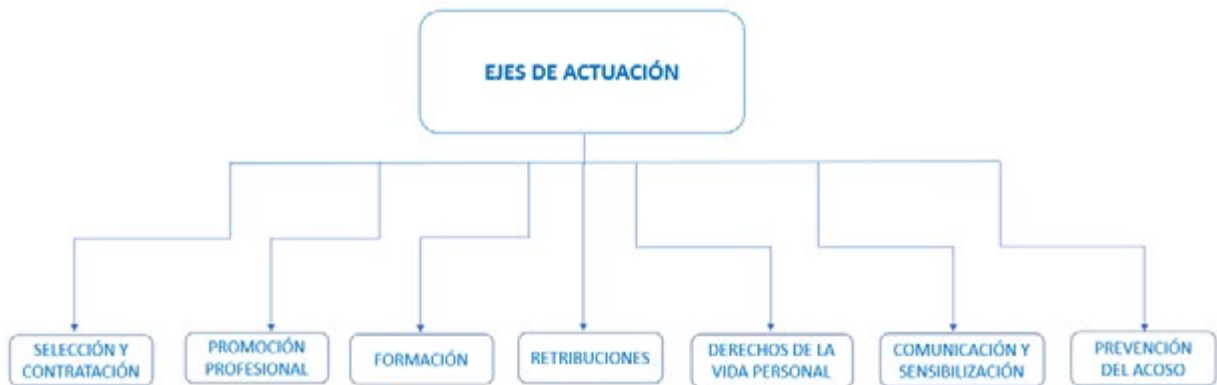 EJES DE ACTUACIÓN
SELECCIÓN Y
CONTRATACIÓN
PROMOCIÓN
PROFESIONAL
FORMACIÓN
RETRIBUCIONES
DERECHOS DE LA
VIDA PERSONAL
COMUNICACIÓN Y
SENSIBILIZACIÓN
PREVENCIÓN
DEL ACOSO